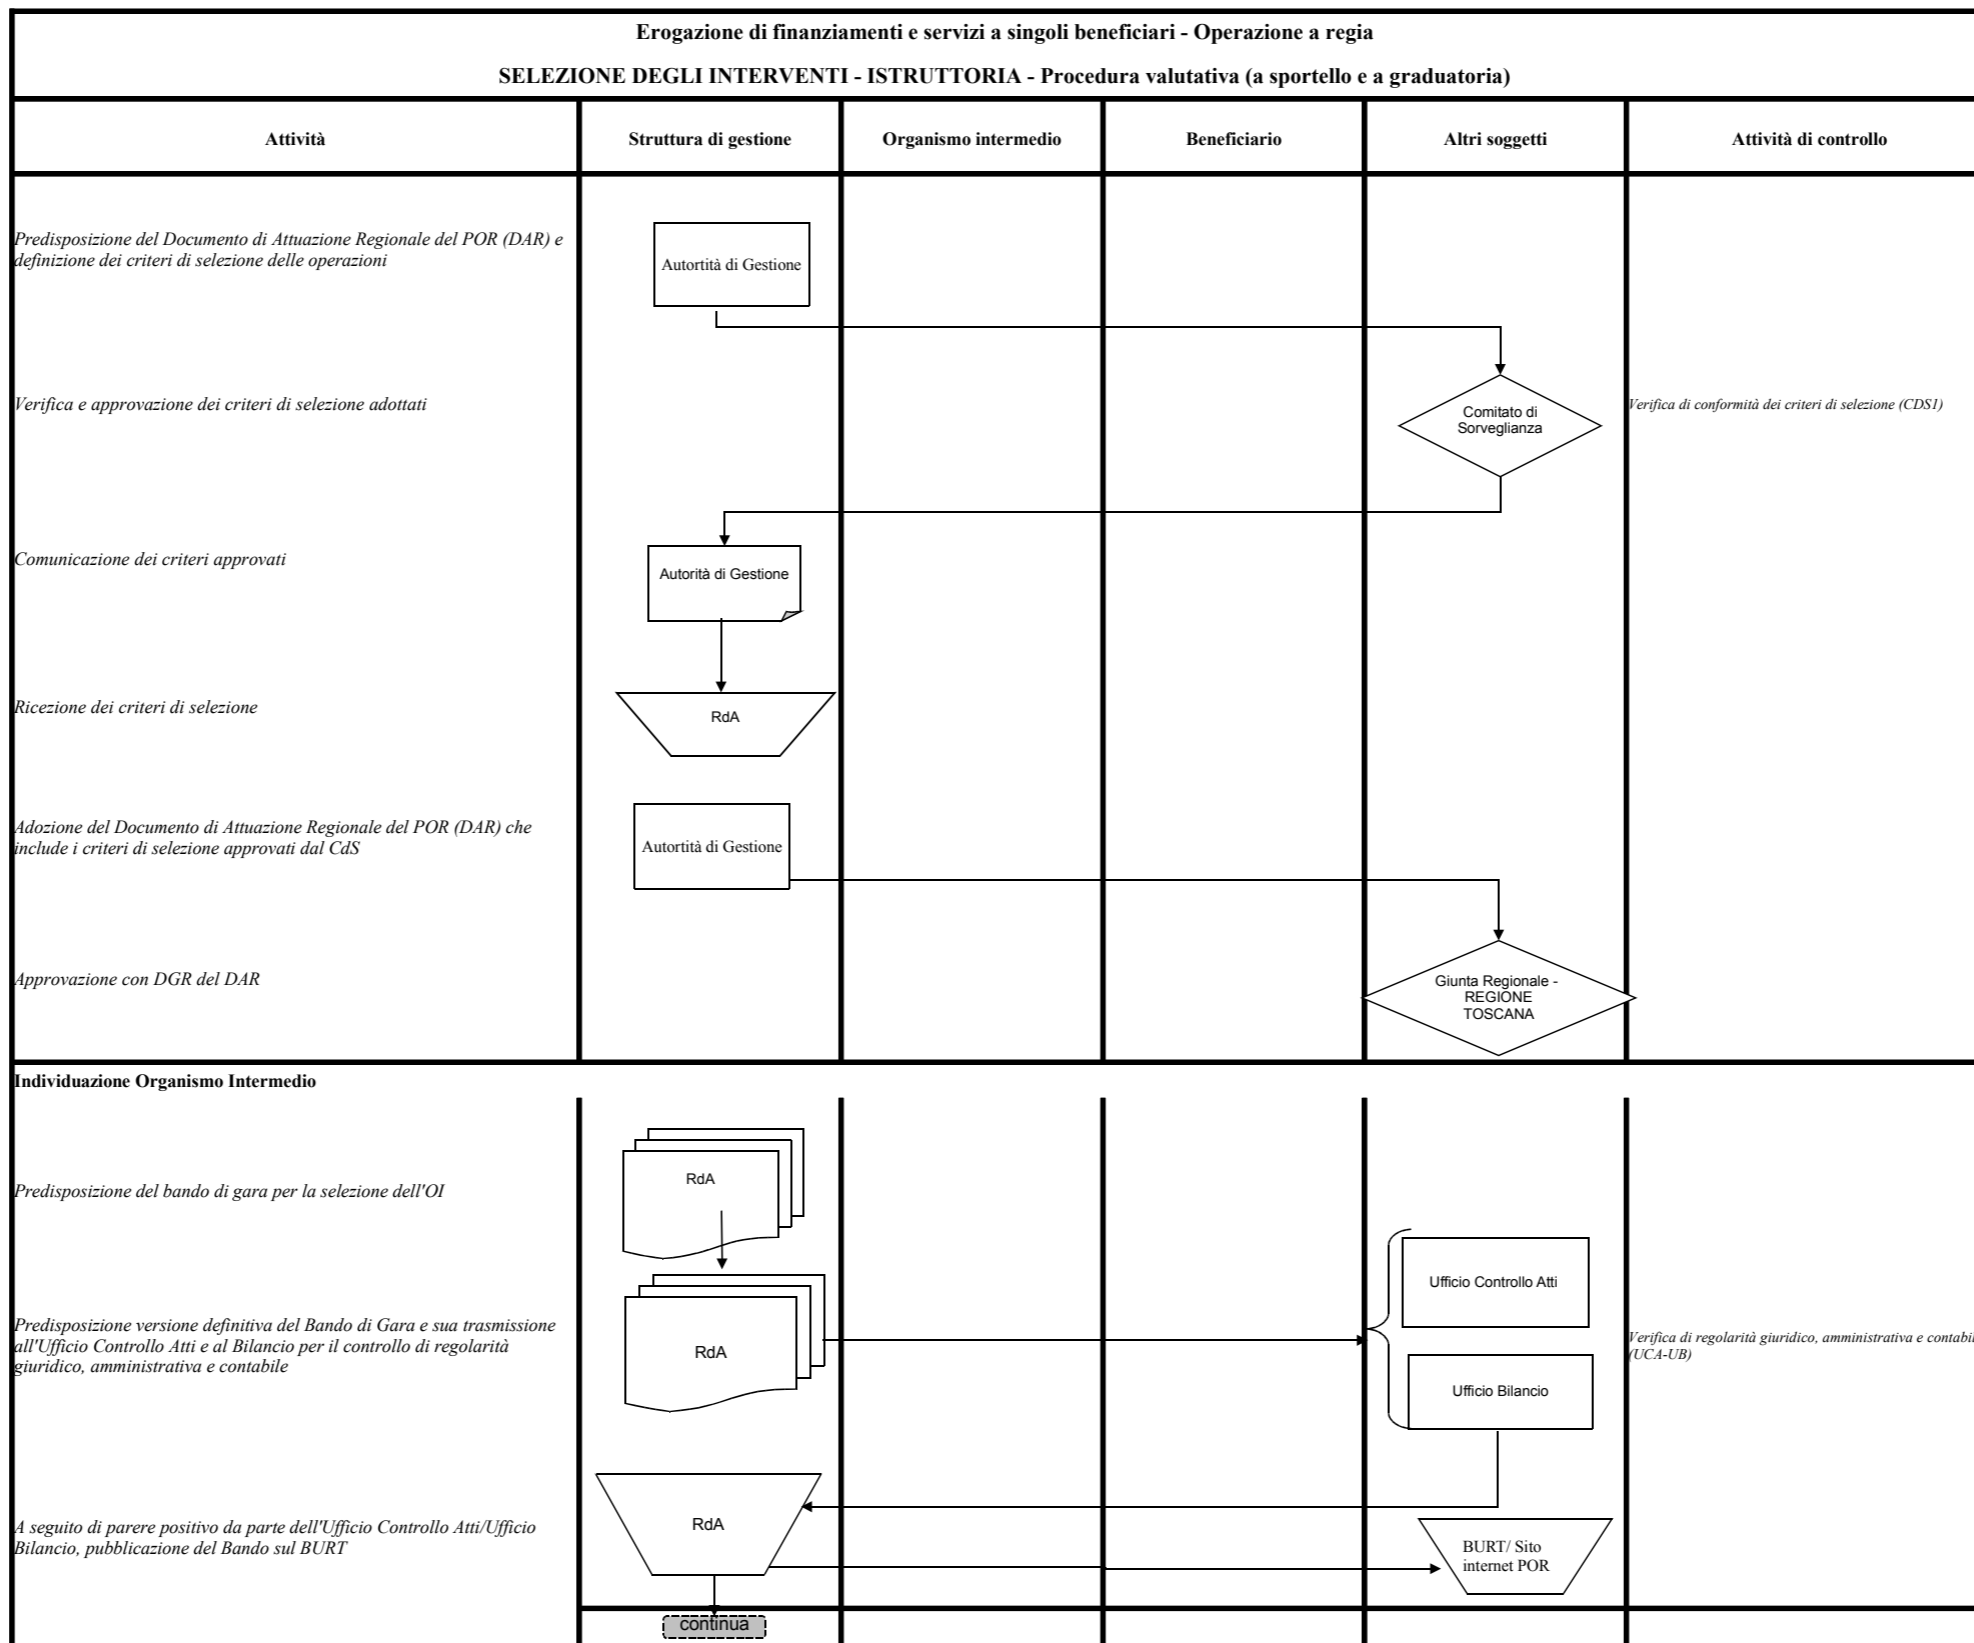 Erogazione di finanziamenti e servizi a singoli beneficiari - Operazione a regia
SELEZIONE DEGLI INTERVENTI - ISTRUTTORIA - Procedura valutativa (a sportello e a graduatoria)
Attività
Struttura di gestione
Organismo intermedio
Beneficiario
Altri soggetti
Attività di controllo
Predisposizione del Documento di Attuazione Regionale del POR (DAR) e
definizione dei criteri di selezione delle operazioni
Autortità di Gestione
Verifica e approvazione dei criteri di selezione adottati
Comitato di
Sorveglianza
Verifica di conformità dei criteri di selezione (CDS1)
Comunicazione dei criteri approvati
Autorità di Gestione
Ricezione dei criteri di selezione
RdA
Adozione del Documento di Attuazione Regionale del POR (DAR) che
include i criteri di selezione approvati dal CdS
Autortità di Gestione
Approvazione con DGR del DAR
Giunta Regionale -
REGIONE
TOSCANA
Individuazione Organismo Intermedio
Predisposizione del bando di gara per la selezione dell'OI
RdA
Ufficio Controllo Atti
Predisposizione versione definitiva del Bando di Gara e sua trasmissione
all'Ufficio Controllo Atti e al Bilancio per il controllo di regolarità
giuridico, amministrativa e contabile
RdA
Ufficio Bilancio
Verifica di regolarità giuridico, amministrativa e contabil
(UCA-UB)
A seguito di parere positivo da parte dell'Ufficio Controllo Atti/Ufficio
Bilancio, pubblicazione del Bando sul BURT
RdA
BURT/ Sito
internet POR
continua